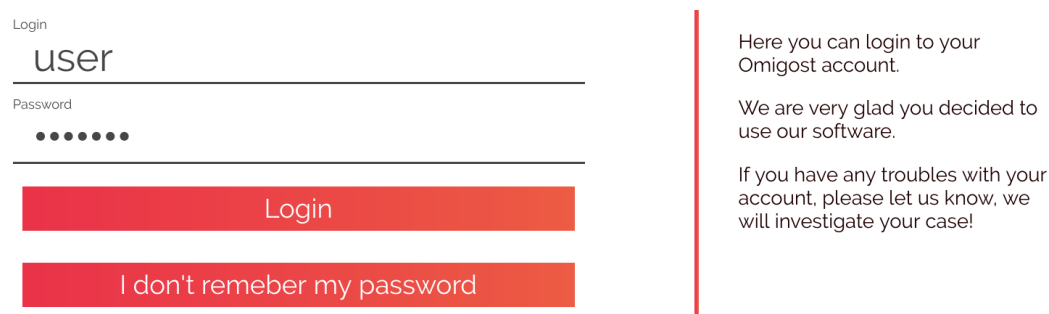 Login
user
Password
•••••••
Login
I don't remeber my password
Here you can login to your
Omigost account.
We are very glad you decided to
use our software.
If you have any troubles with your
account, please let us know, we
will investigate your case!